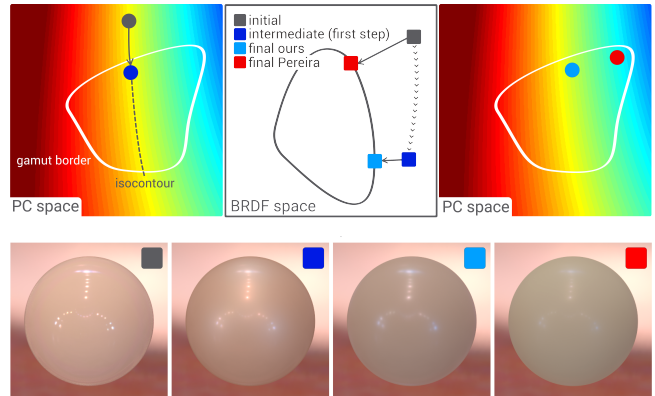 initial
intermediate (first step)
final ours
final Pereira
gamut border
isocontour
PC space
BRDF space
PC space